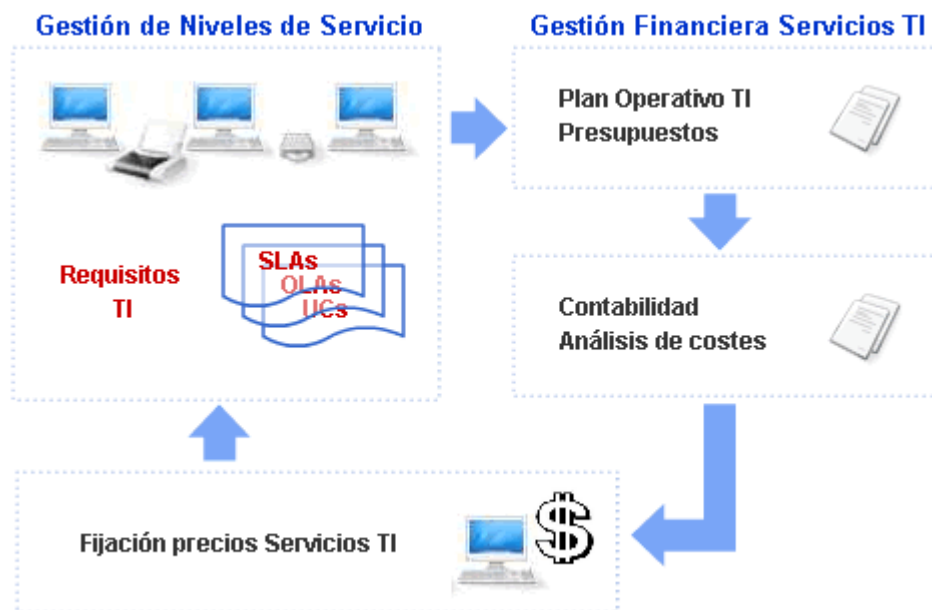 Gestión de Niveles de Servicio
Gestión Financiera Servicios TI
Plan Operativo TI
Presupuestos
Requisitos
TI
SLAs
OLAs
UCs
Contabilidad
Análisis de costes
Fijación precios Servicios TI
$